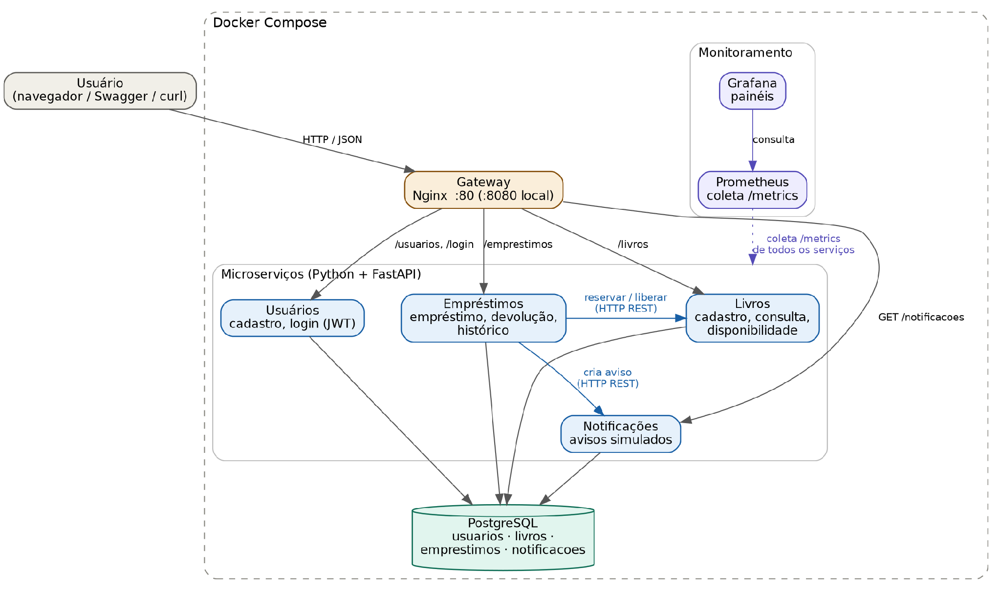 Docker Compose
Monitoramento
Usuário
(navegador / Swagger / curl)
Grafana
painéis
HTTP / JSON
consulta
Gateway
Nginx  :80 (:8080 local)
Prometheus
coleta /metrics
/usuarios, /login
/emprestimos
/livros
coleta /metrics
de todos os serviços
Microserviços (Python + FastAPI)
Usuários
cadastro, login (JWT)
Empréstimos
empréstimo, devolução,
histórico
reservar / liberar
(HTTP REST)
Livros
cadastro, consulta,
disponibilidade
GET /notificacoes
cria aviso
(HTTP REST)
Notificações
avisos simulados
PostgreSQL
usuarios · livros ·
emprestimos · notificacoes